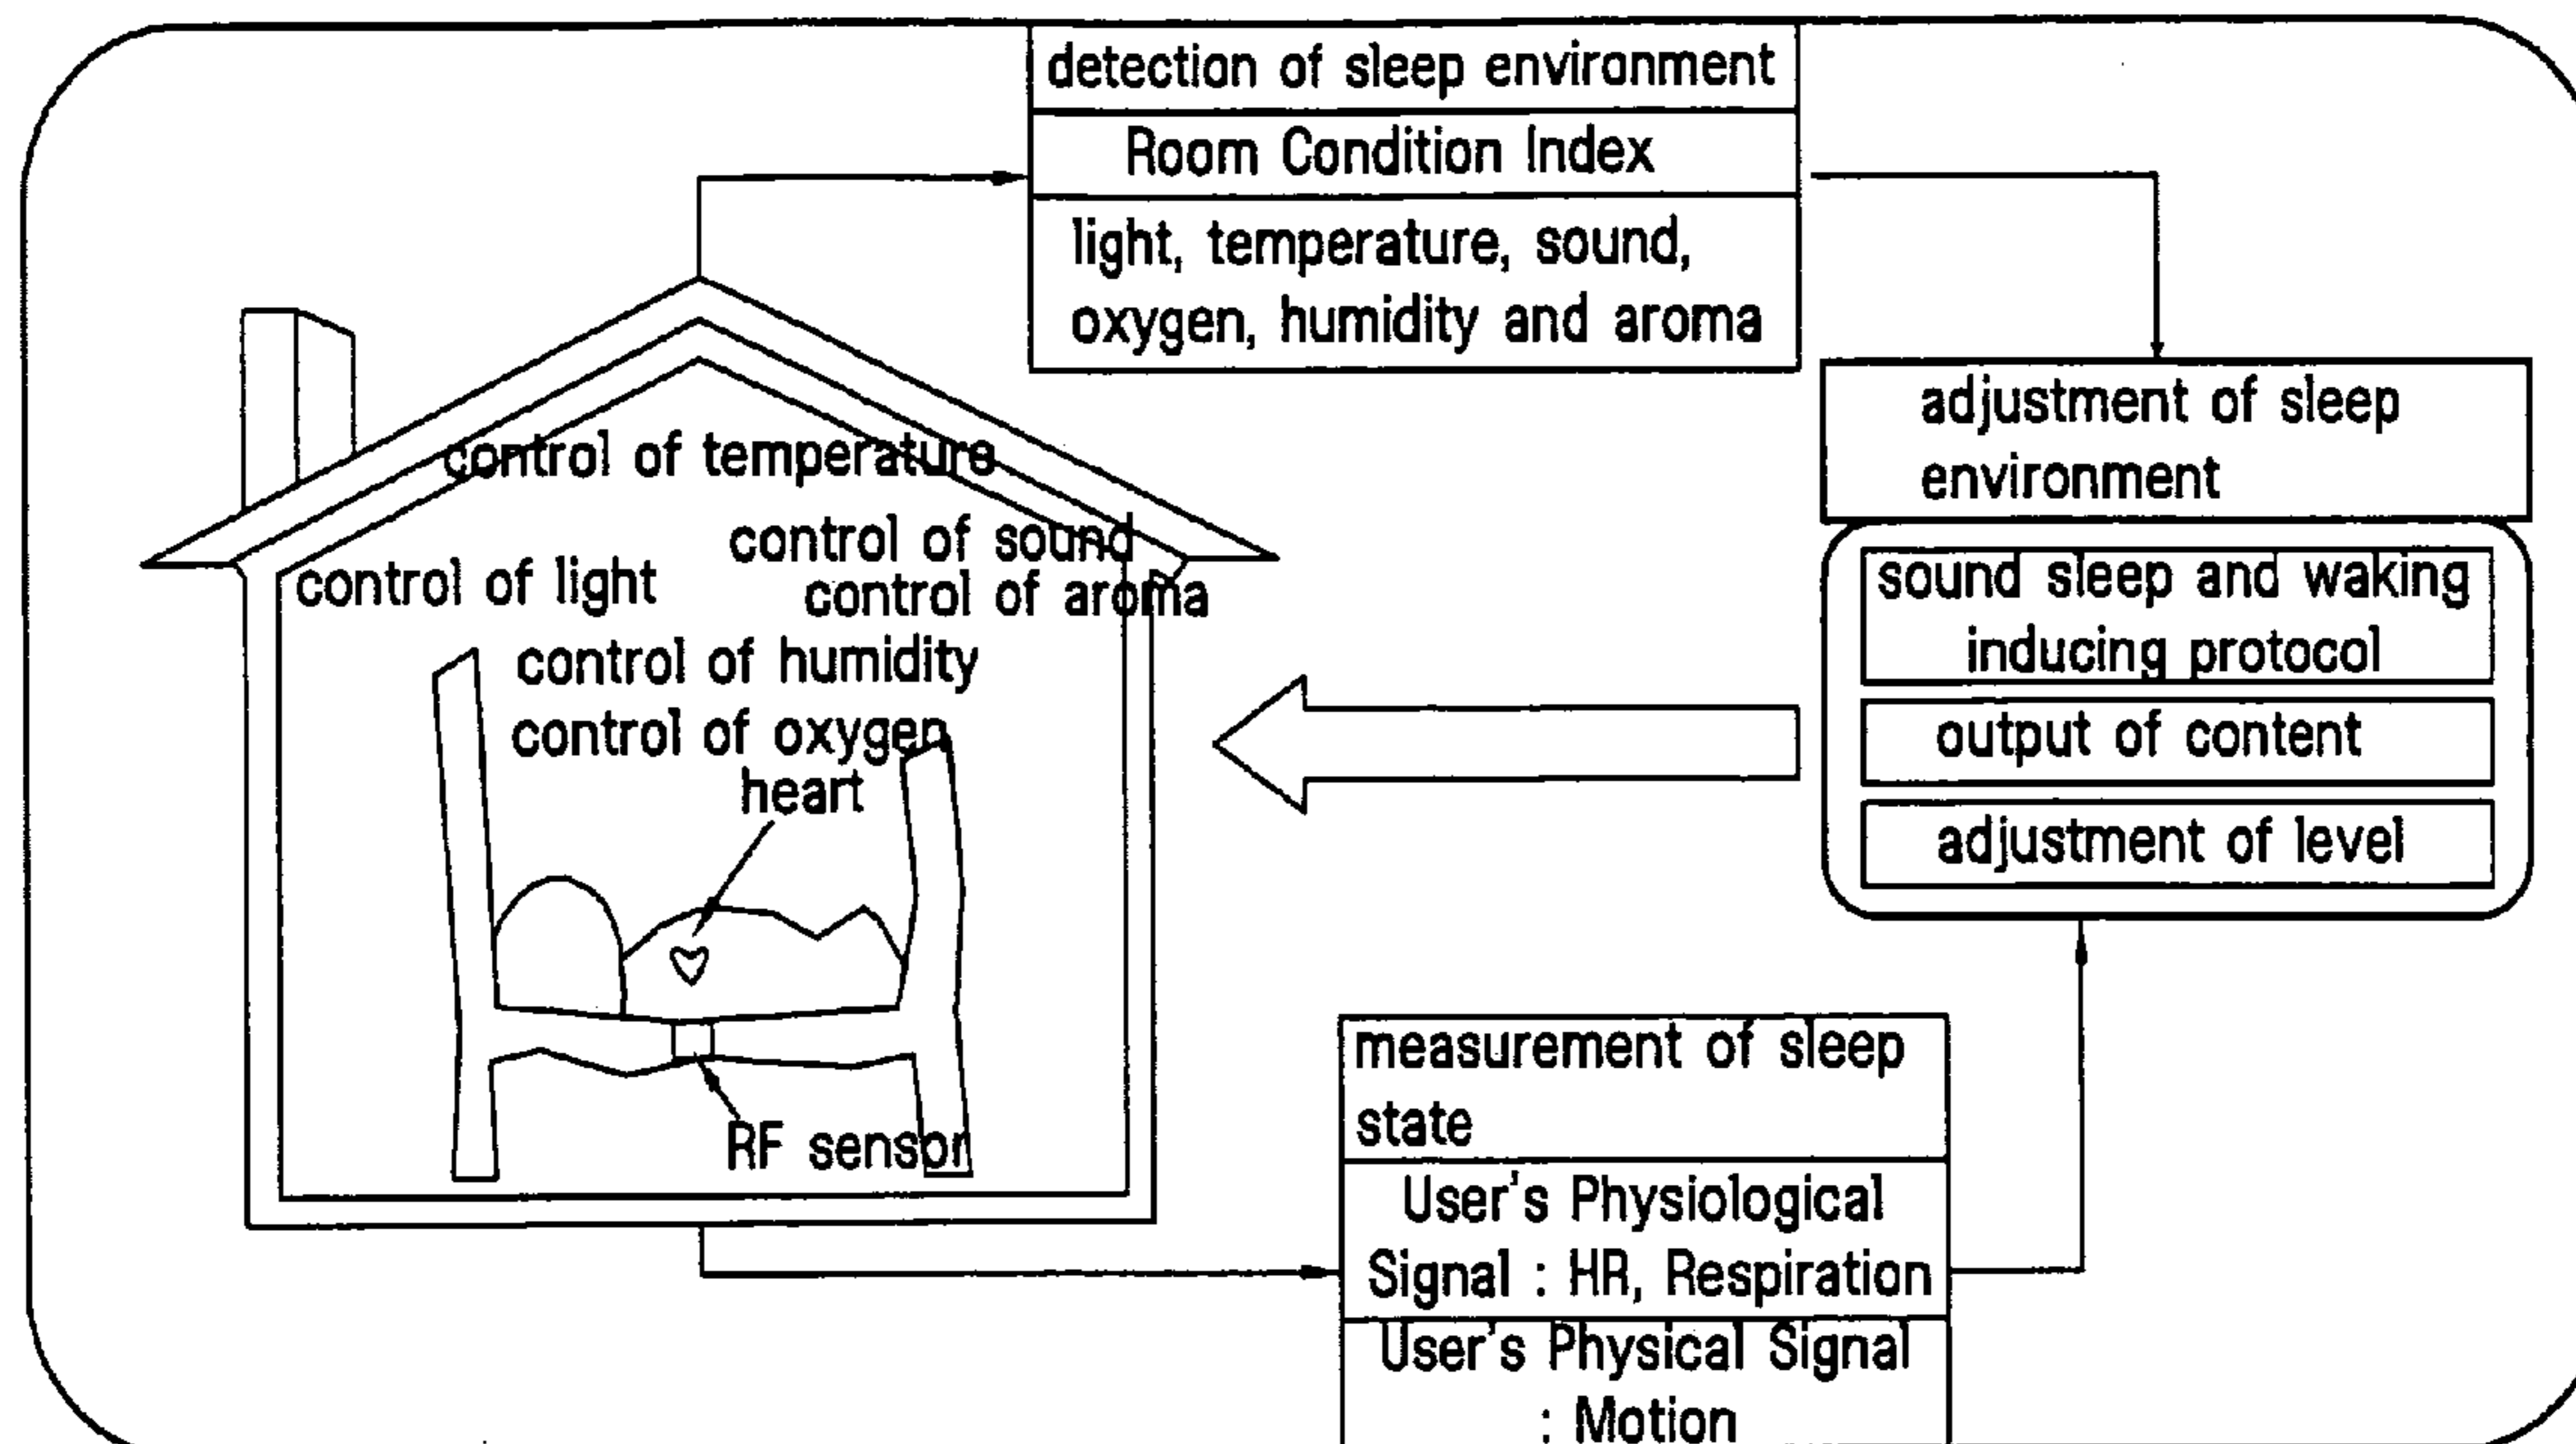 detection of sleep environment
Room Condition Index
light, temperature, sound,
oxygen, humidity and aroma
adjustment of sleep
environment
sound sleep and waking
inducing protocol
output of content
adjustment of level
control of temperature
control of sound
control of light
control of aroma
control of humidity
control of oxygen
heart
RF sensor
measurement of sleep
state
User's Physiological
Signal : HR, Respiration
User's Physical Signal
: Motion